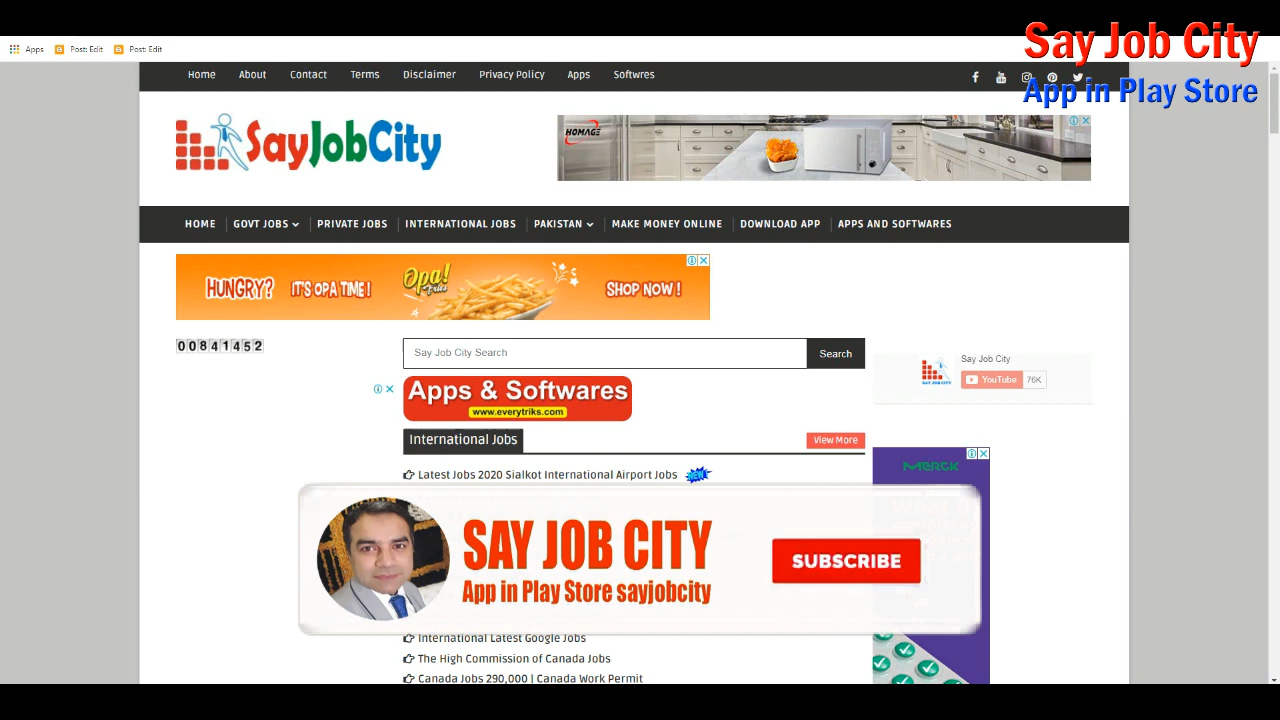 Say Job City
App in Play Store
Apps Post: Edit Post: Edit
Home About Contact Terms Disclaimer Privacy Policy Apps Softwres
SayJobCity
HOMAGE
HOME GOVT JOBS PRIVATE JOBS INTERNATIONAL JOBS PAKISTAN MAKE MONEY ONLINE DOWNLOAD APP APPS AND SOFTWARES
HUNGRY? IT'S OPA TIME! Opa! Fries SHOP NOW!
00841452
Say Job City Search Search
Say Job City
YouTube 76K
SAY JOB CITY
Apps & Softwares
www.everytriks.com
International Jobs View More
MERCK
Latest Jobs 2020 Sialkot International Airport Jobs NEW
SAY JOB CITY
App in Play Store sayjobcity
SUBSCRIBE
International Latest Google Jobs
The High Commission of Canada Jobs
Canada Jobs 290,000 | Canada Work Permit